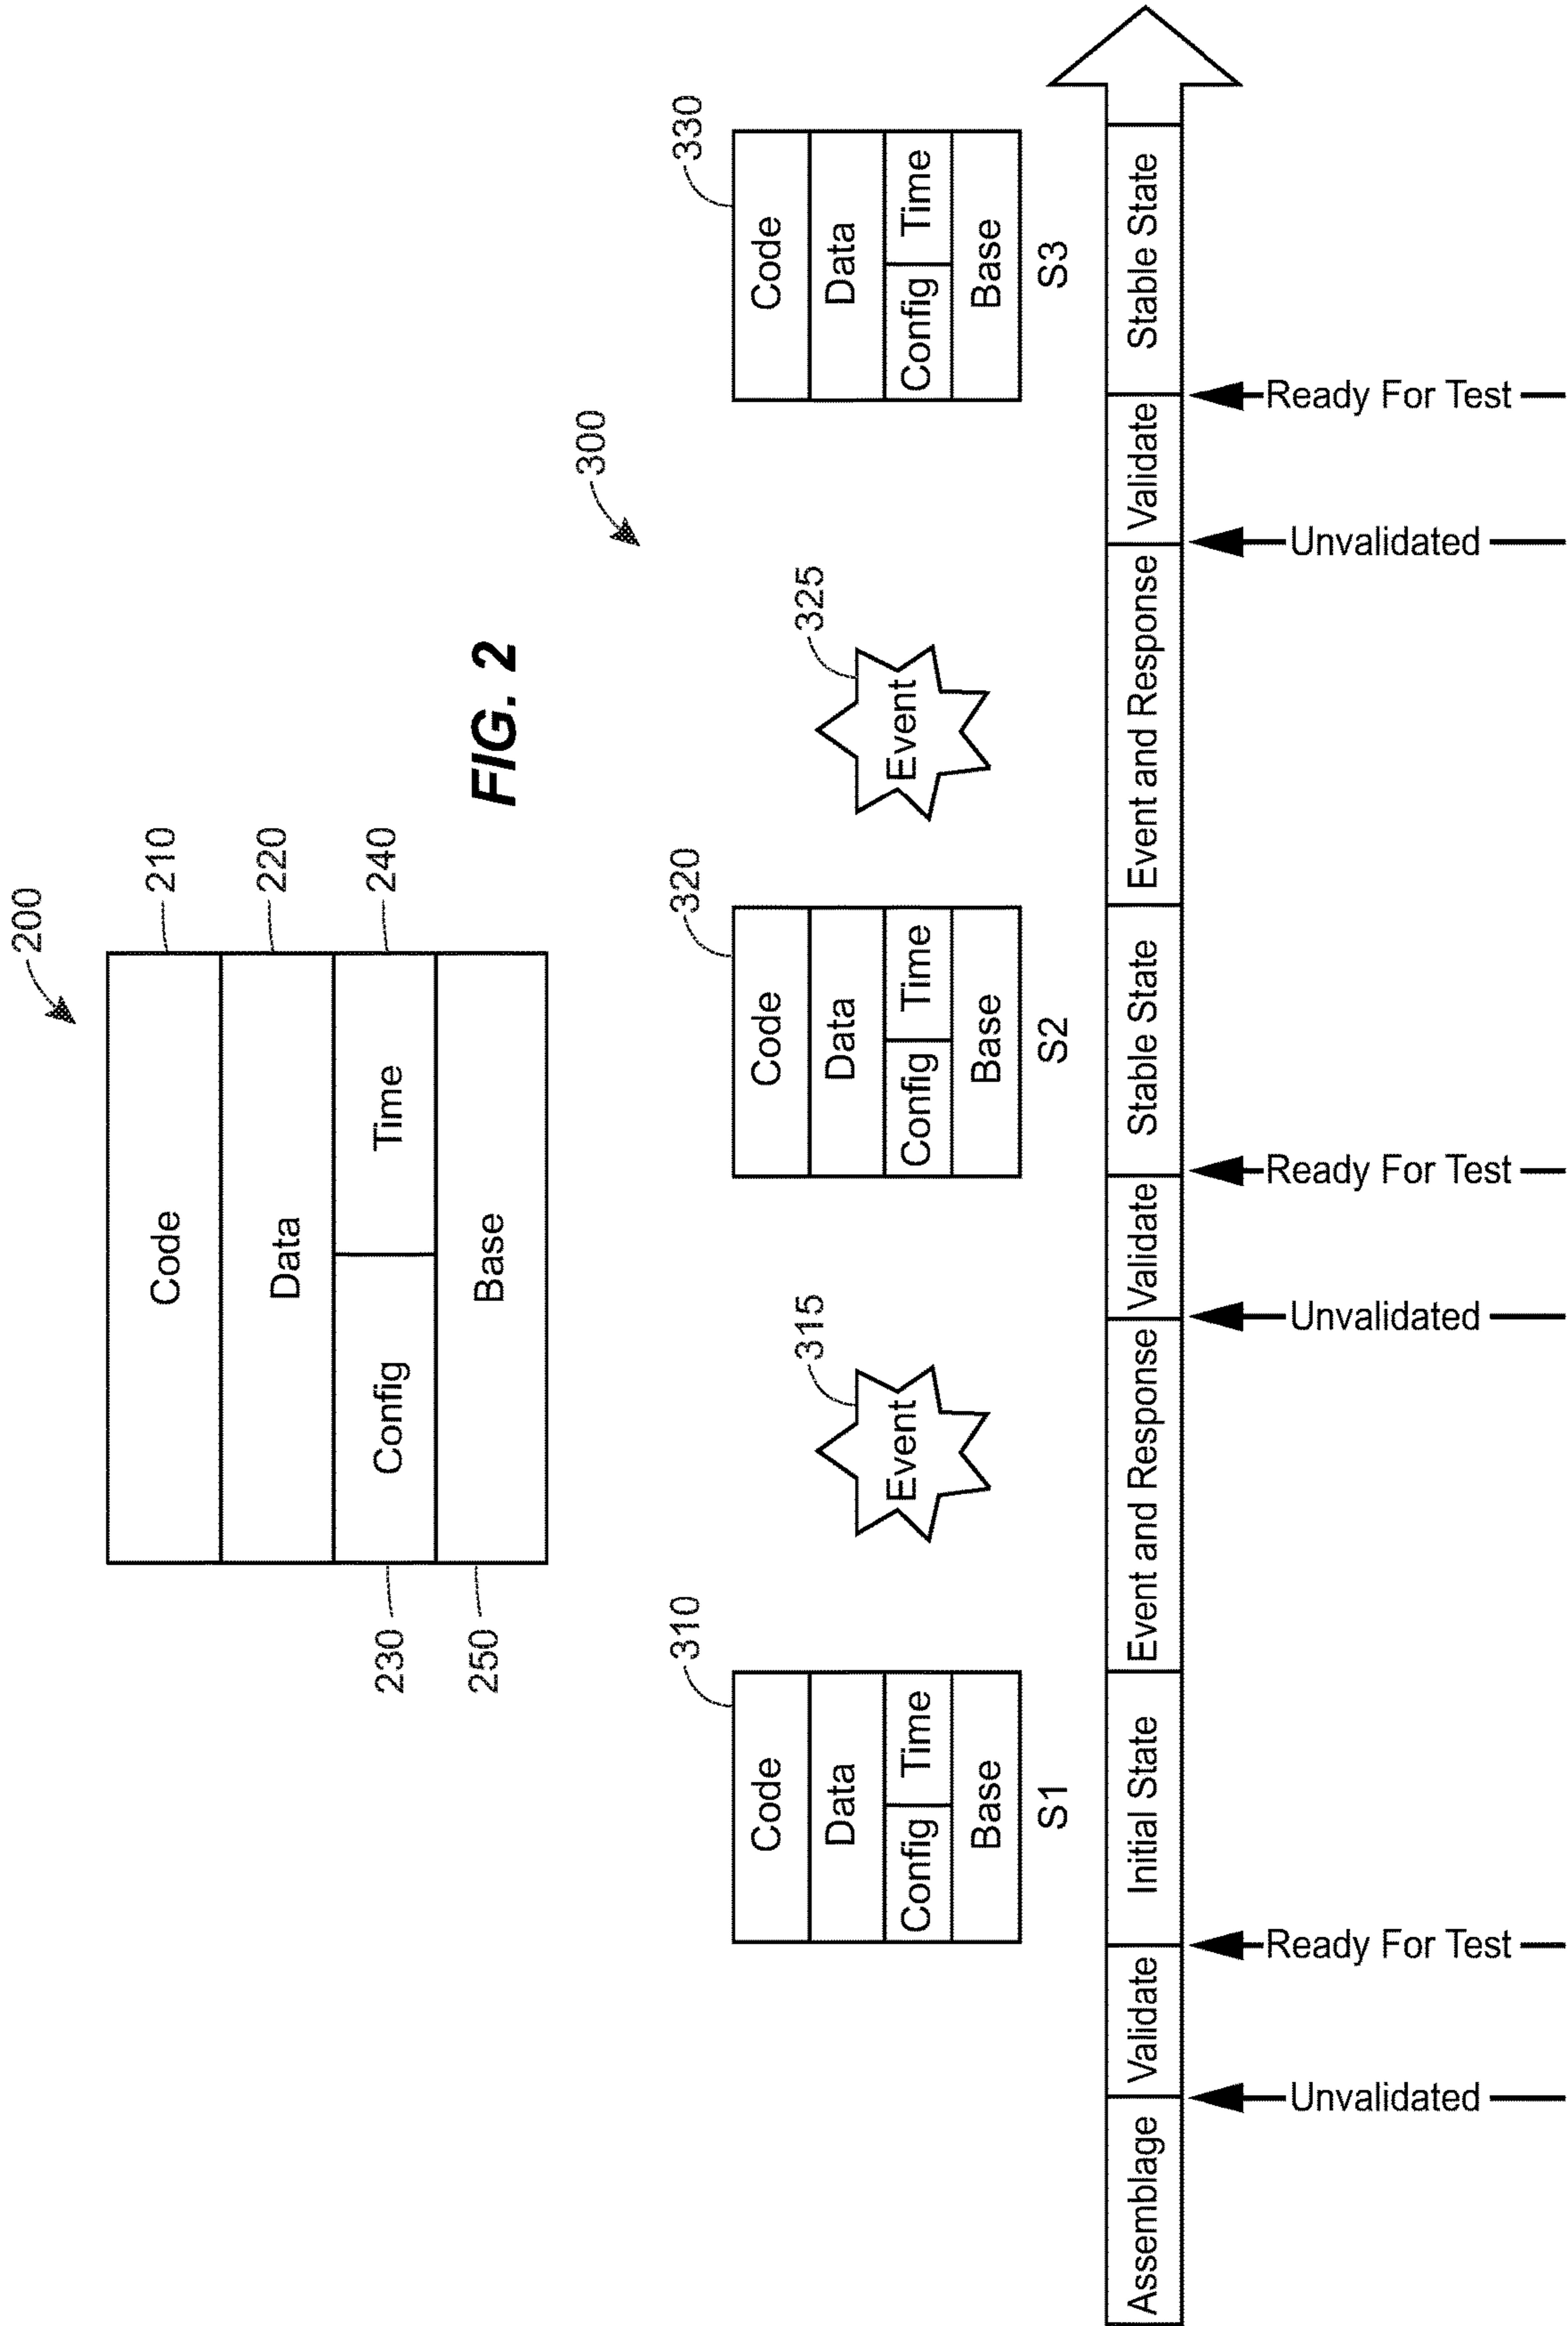 200
Code
210
Data
220
Config
Time
240
230
Base
250
FIG. 2
300
310
Code
Data
Config
Time
Base
S1
315
Event
320
Code
Data
Config
Time
Base
S2
325
Event
330
Code
Data
Config
Time
Base
S3
Assemblage
Validate
Initial State
Event and Response
Validate
Stable State
Event and Response
Validate
Stable State
Unvalidated
Ready For Test
Unvalidated
Ready For Test
Unvalidated
Ready For Test